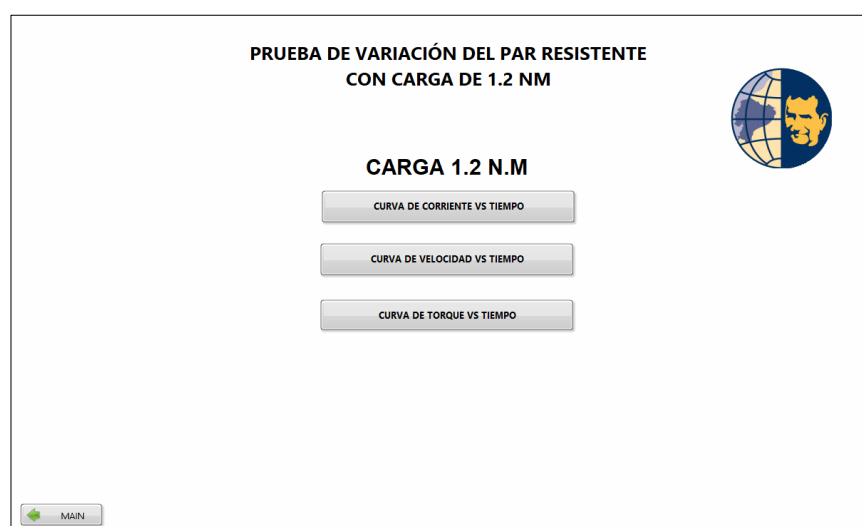 PRUEBA DE VARIACIÓN DEL PAR RESISTENTE
CON CARGA DE 1.2 NM
CARGA 1.2 N.M
CURVA DE CORRIENTE VS TIEMPO
CURVA DE VELOCIDAD VS TIEMPO
CURVA DE TORQUE VS TIEMPO
MAIN